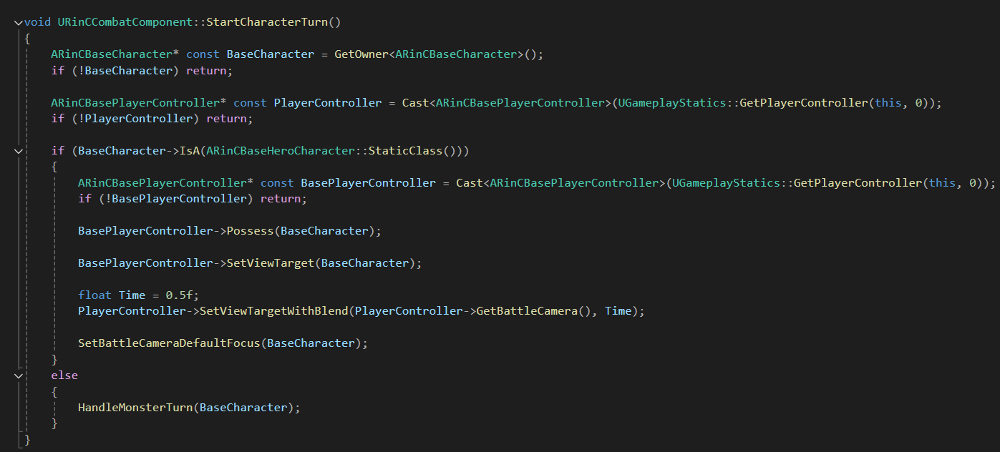 void URinCCombatComponent::StartCharacterTurn()
{
ARinCBaseCharacter* const BaseCharacter = GetOwner<ARinCBaseCharacter>();
if (!BaseCharacter) return;
ARinCBasePlayerController* const PlayerController = Cast<ARinCBasePlayerController>(UGameplayStatics::GetPlayerController(this, 0));
if (!PlayerController) return;
if (BaseCharacter->IsA(ARinCBaseHeroCharacter::StaticClass()))
{
ARinCBasePlayerController* const BasePlayerController = Cast<ARinCBasePlayerController>(UGameplayStatics::GetPlayerController(this, 0));
if (!BasePlayerController) return;
BasePlayerController->Possess(BaseCharacter);
BasePlayerController->SetViewTarget(BaseCharacter);
float Time = 0.5f;
PlayerController->SetViewTargetWithBlend(PlayerController->GetBattleCamera(), Time);
SetBattleCameraDefaultFocus(BaseCharacter);
}
else
{
HandleMonsterTurn(BaseCharacter);
}
}